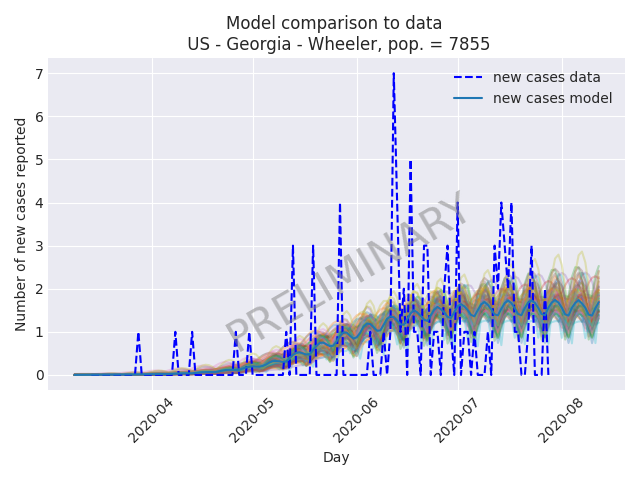 Model comparison to data
US - Georgia - Wheeler, pop. = 7855
new cases data
new cases model
Number of new cases reported
7
6
5
4
3
2
1
0
PRELIMINARY
2020-04
2020-05
2020-06
2020-07
2020-08
Day